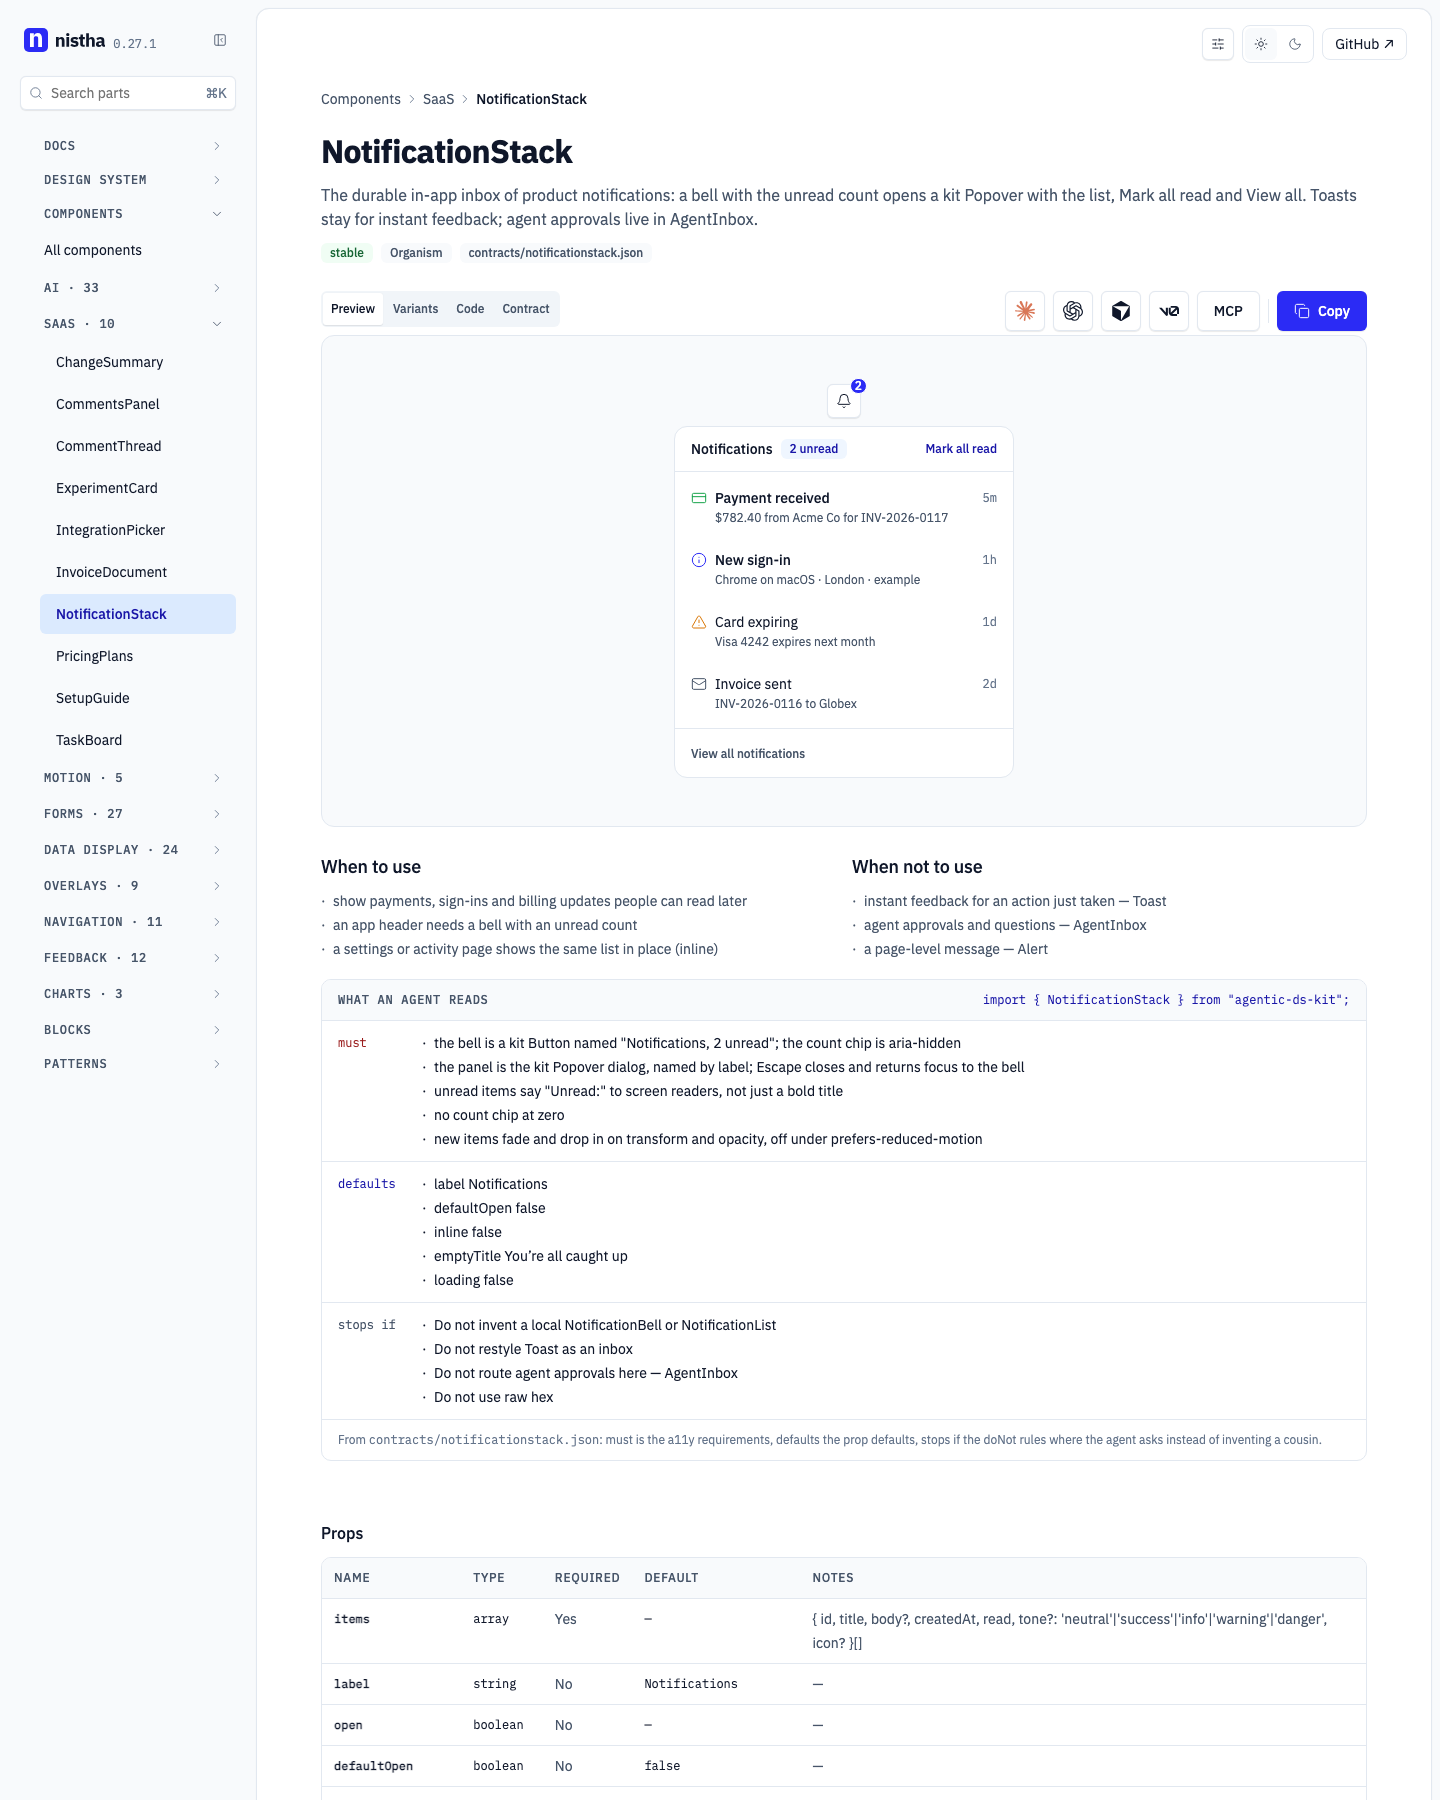 nistha 0.27.1
Search parts ⌘K
DOCS
DESIGN SYSTEM
COMPONENTS
All components
AI · 33
SAAS · 10
ChangeSummary
CommentsPanel
CommentThread
ExperimentCard
IntegrationPicker
InvoiceDocument
NotificationStack
PricingPlans
SetupGuide
TaskBoard
MOTION · 5
FORMS · 27
DATA DISPLAY · 24
OVERLAYS · 9
NAVIGATION · 11
FEEDBACK · 12
CHARTS · 3
BLOCKS
PATTERNS
GitHub ↗
Components > SaaS > NotificationStack
NotificationStack
The durable in-app inbox of product notifications: a bell with the unread count opens a kit Popover with the list, Mark all read and View all. Toasts
stay for instant feedback; agent approvals live in AgentInbox.
stable Organism contracts/notificationstack.json
Preview Variants Code Contract
v0 MCP Copy
2
Notifications 2 unread Mark all read
Payment received 5m
$782.40 from Acme Co for INV-2026-0117
New sign-in 1h
Chrome on macOS · London · example
Card expiring 1d
Visa 4242 expires next month
Invoice sent 2d
INV-2026-0116 to Globex
View all notifications
When to use
· show payments, sign-ins and billing updates people can read later
· an app header needs a bell with an unread count
· a settings or activity page shows the same list in place (inline)
When not to use
· instant feedback for an action just taken — Toast
· agent approvals and questions — AgentInbox
· a page-level message — Alert
WHAT AN AGENT READS import { NotificationStack } from "agentic-ds-kit";
must · the bell is a kit Button named "Notifications, 2 unread"; the count chip is aria-hidden
· the panel is the kit Popover dialog, named by label; Escape closes and returns focus to the bell
· unread items say "Unread:" to screen readers, not just a bold title
· no count chip at zero
· new items fade and drop in on transform and opacity, off under prefers-reduced-motion
defaults · label Notifications
· defaultOpen false
· inline false
· emptyTitle You're all caught up
· loading false
stops if · Do not invent a local NotificationBell or NotificationList
· Do not restyle Toast as an inbox
· Do not route agent approvals here — AgentInbox
· Do not use raw hex
From contracts/notificationstack.json: must is the a11y requirements, defaults the prop defaults, stops if the doNot rules where the agent asks instead of inventing a cousin.
Props
NAME TYPE REQUIRED DEFAULT NOTES
items array Yes — { id, title, body?, createdAt, read, tone?: 'neutral'|'success'|'info'|'warning'|'danger',
icon? }[]
label string No Notifications —
open boolean No — —
defaultOpen boolean No false —